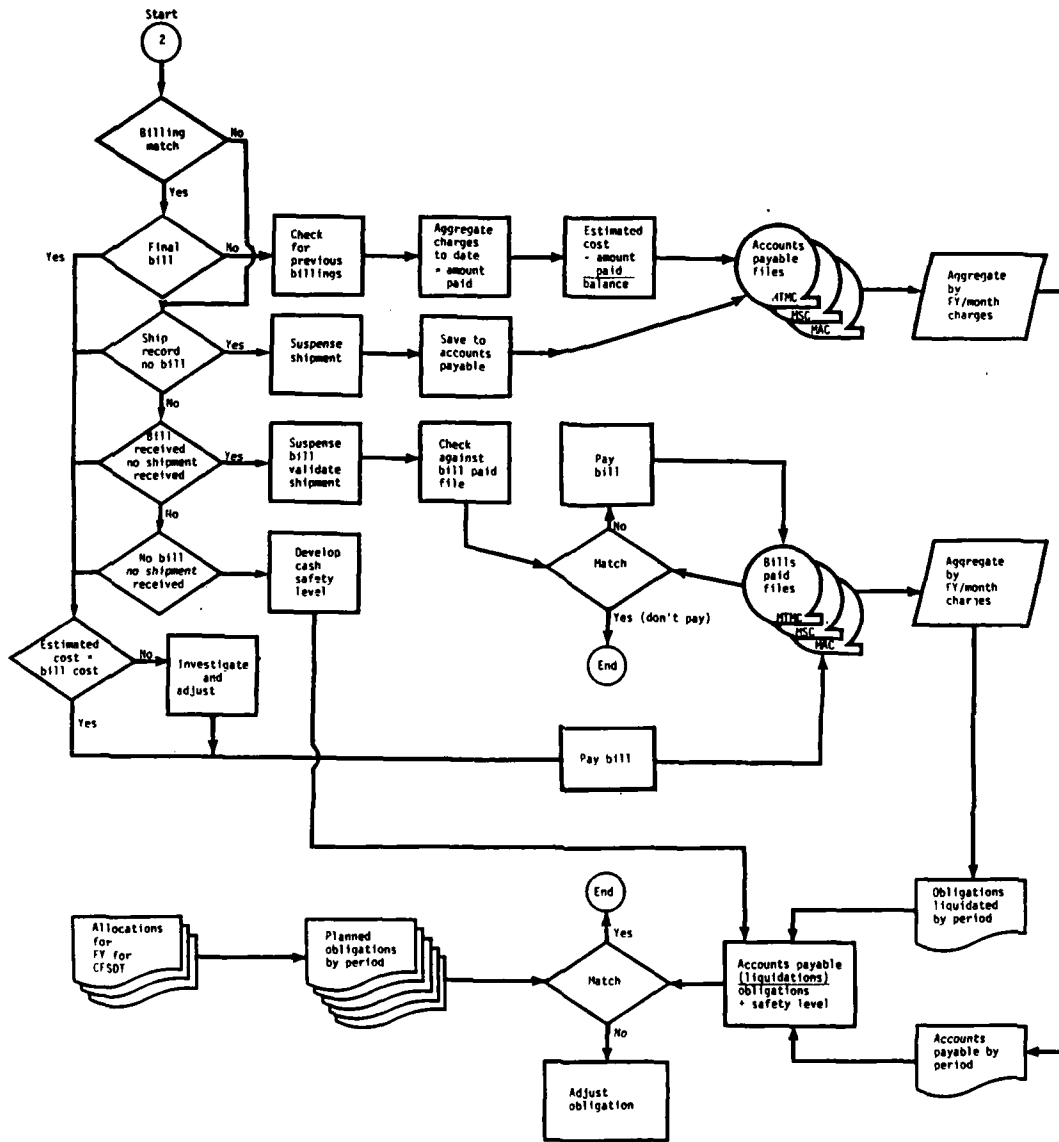 Start
2
Billing
match
No
Yes
Final
bill
Yes
No
Check
for
previous
billings
Aggregate
charges
to date
= amount
paid
Estimated
cost
- amount
paid
balance
Accounts
payable
files
MTMC
MSC
MAC
Aggregate
by
FY/month
charges
Ship
record
no bill
Yes
No
Suspense
shipment
Save to
accounts
payable
Bill
received
no shipment
received
Yes
No
Suspense
bill
validate
shipment
Check
against
bill paid
file
Pay
bill
No
Match
Yes (don't pay)
End
Bills
paid
files
MTMC
MSC
MAC
Aggregate
by
FY/month
charges
No bill
no shipment
received
Develop
cash
safety
level
Estimated
cost =
bill cost
No
Yes
Investigate
and
adjust
Pay bill
Allocations
for
FY for
CFSDT
Planned
obligations
by period
End
Yes
Match
No
Adjust
obligation
Accounts payable
(liquidations)
obligations
+ safety level
Obligations
liquidated
by period
Accounts
payable by
period